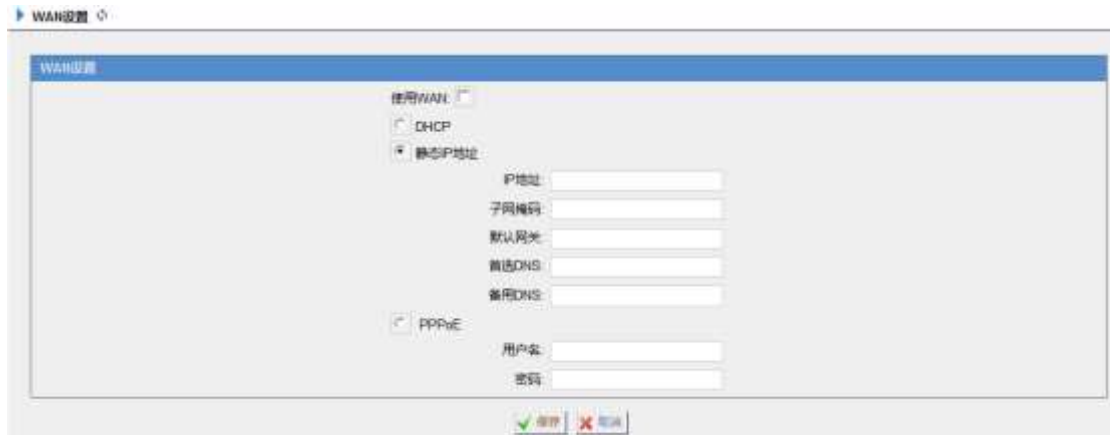 WAN设置
WAN设置
使用WAN:
DHCP
静态IP地址
IP地址:
子网掩码:
默认网关:
首选DNS:
备用DNS:
PPPoE
用户名:
密码:
保存
取消